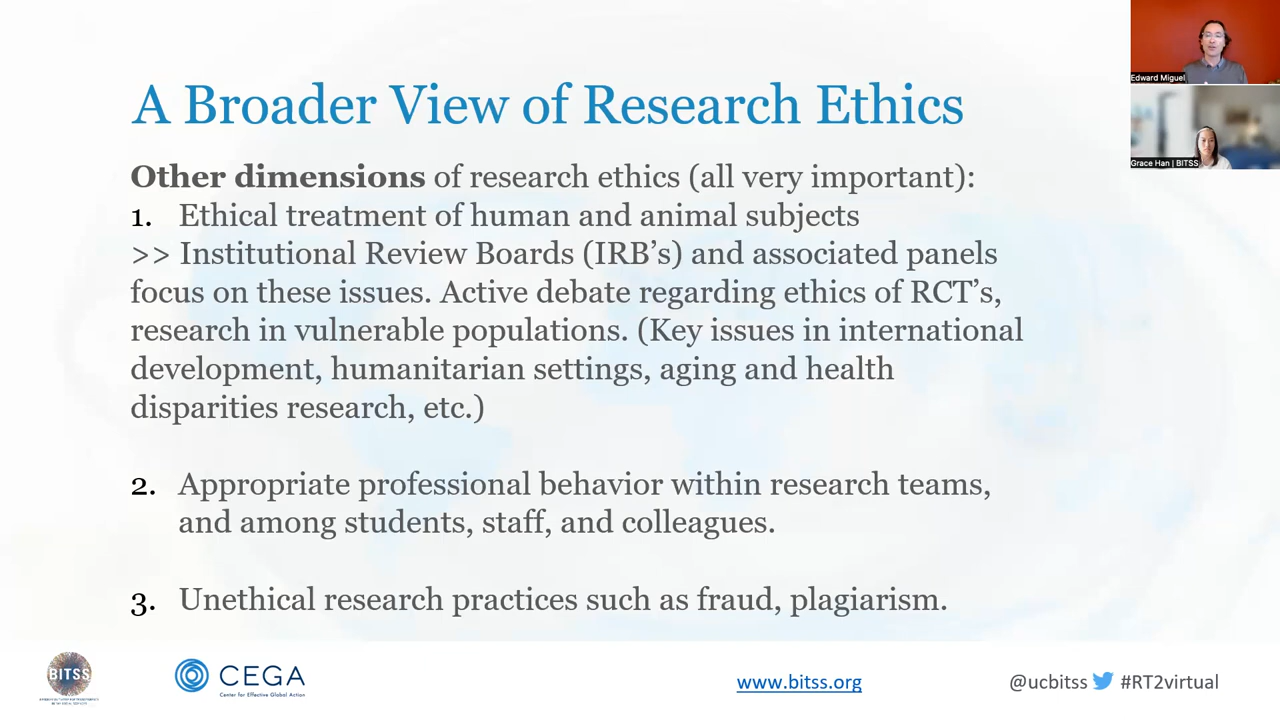 A Broader View of Research Ethics
Other dimensions of research ethics (all very important):
1. Ethical treatment of human and animal subjects
>> Institutional Review Boards (IRB's) and associated panels
focus on these issues. Active debate regarding ethics of RCT's,
research in vulnerable populations. (Key issues in international
development, humanitarian settings, aging and health
disparities research, etc.)
2. Appropriate professional behavior within research teams,
and among students, staff, and colleagues.
3. Unethical research practices such as fraud, plagiarism.
Edward Miguel
Grace Han | BITSS
BITSS
CEGA
Center for Effective Global Action
www.bitss.org
@ucbitss #RT2virtual